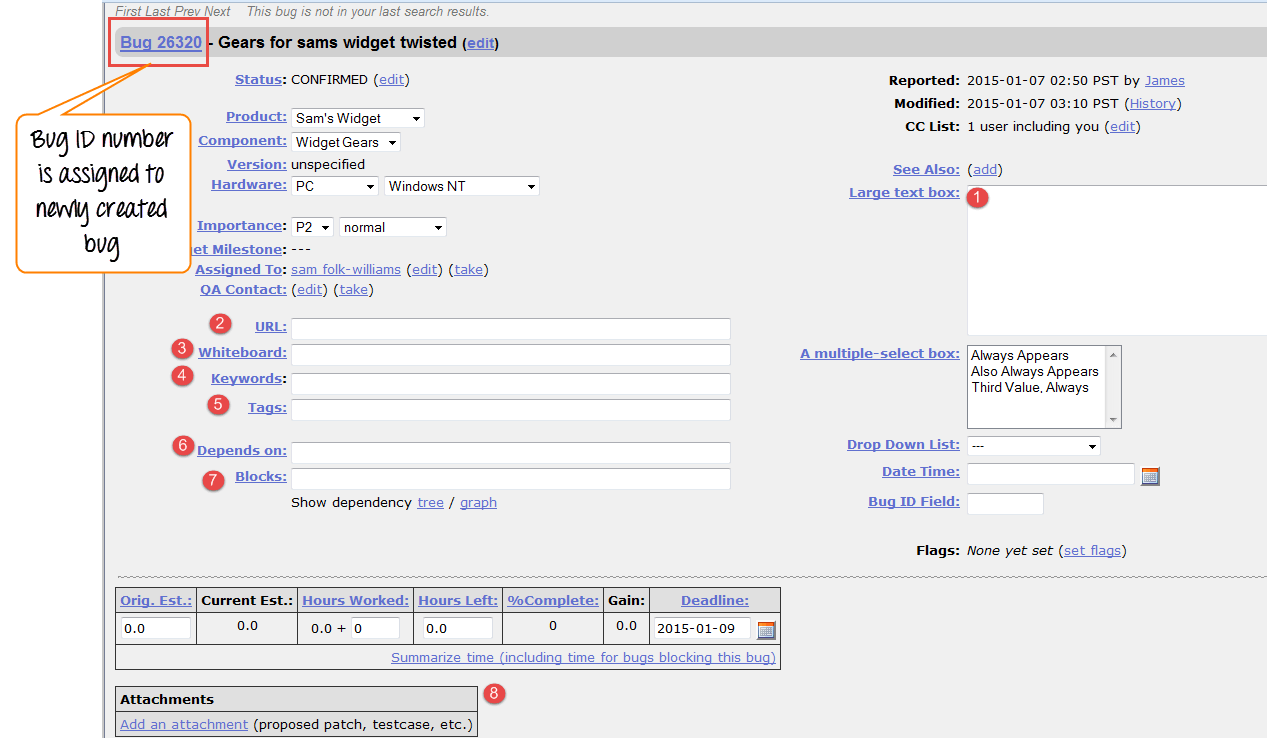 First Last Prev Next This bug is not in your last search results.
Bug 26320 - Gears for sams widget twisted (edit)
Bug ID number
is assigned to
newly created
bug
Status: CONFIRMED (edit)
Product: Sam's Widget
Component: Widget Gears
Version: unspecified
Hardware: PC Windows NT
Importance: P2 normal
et Milestone: ---
Assigned To: sam folk-williams (edit) (take)
QA Contact: (edit) (take)
2 URL:
3 Whiteboard:
4 Keywords:
5 Tags:
6 Depends on:
7 Blocks:
Show dependency tree / graph
Reported: 2015-01-07 02:50 PST by James
Modified: 2015-01-07 03:10 PST (History)
CC List: 1 user including you (edit)
See Also: (add)
Large text box: 1
A multiple-select box: Always Appears
Also Always Appears
Third Value, Always
Drop Down List: ---
Date Time:
Bug ID Field:
Flags: None yet set (set flags)
Orig. Est.: Current Est.: Hours Worked: Hours Left: %Complete: Gain: Deadline:
0.0 0.0 0.0 + 0 0.0 0 0.0 2015-01-09
Summarize time (including time for bugs blocking this bug)
Attachments 8
Add an attachment (proposed patch, testcase, etc.)